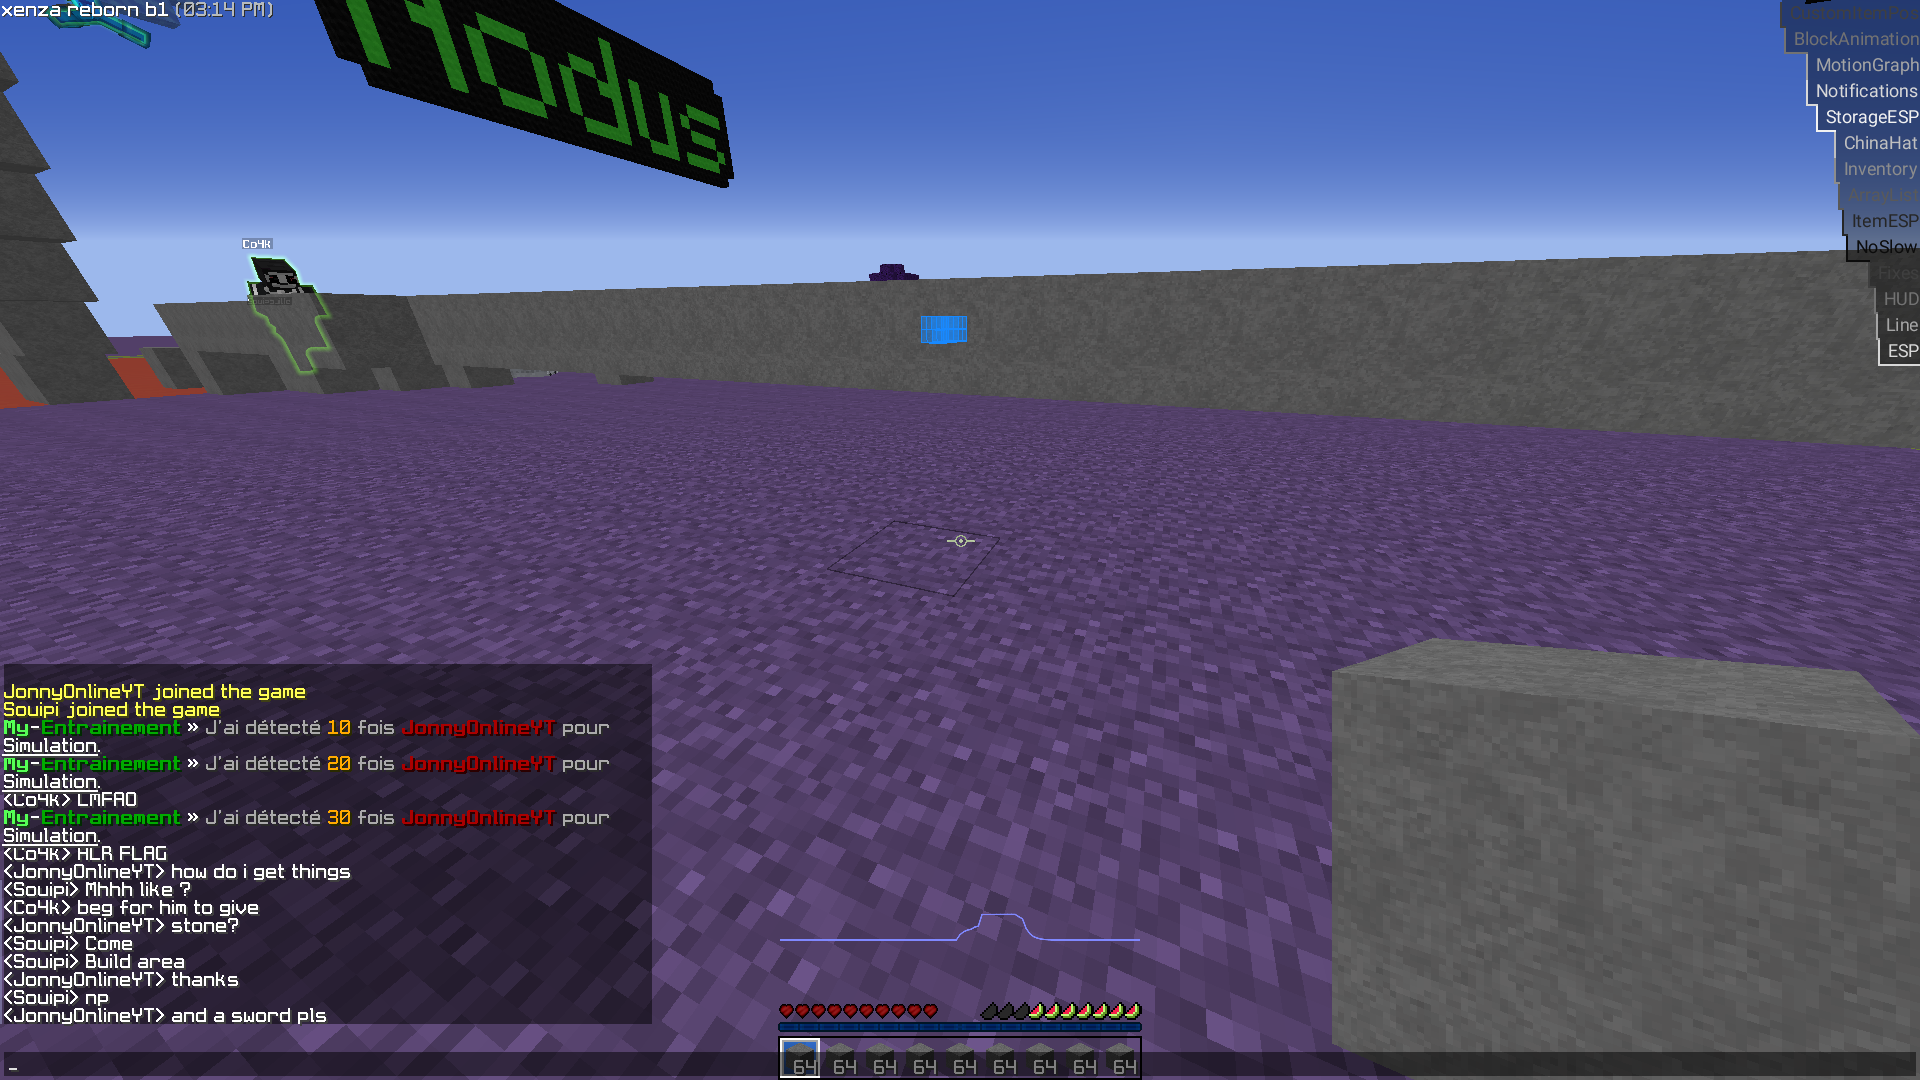 xenza reborn b1 (03:14 PM)
Modus
CustomItemPos
BlockAnimation
MotionGraph
Notifications
StorageESP
ChinaHat
Inventory
ArrayList
ItemESP
NoSlow
Fixes
HUD
Line
ESP
Co4k
JonnyOnlineYT joined the game
Souipi joined the game
My-Entrainement » J'ai détecté 10 fois JonnyOnlineYT pour
Simulation.
My-Entrainement » J'ai détecté 20 fois JonnyOnlineYT pour
Simulation.
<Co4k> LMFAO
My-Entrainement » J'ai détecté 30 fois JonnyOnlineYT pour
Simulation.
<Co4k> HLR FLAG
<JonnyOnlineYT> how do i get things
<Souipi> Mhhh like ?
<Co4k> beg for him to give
<JonnyOnlineYT> stone?
<Souipi> Come
<Souipi> Build area
<JonnyOnlineYT> thanks
<Souipi> np
<JonnyOnlineYT> and a sword pls
_
64 64 64 64 64 64 64 64 64